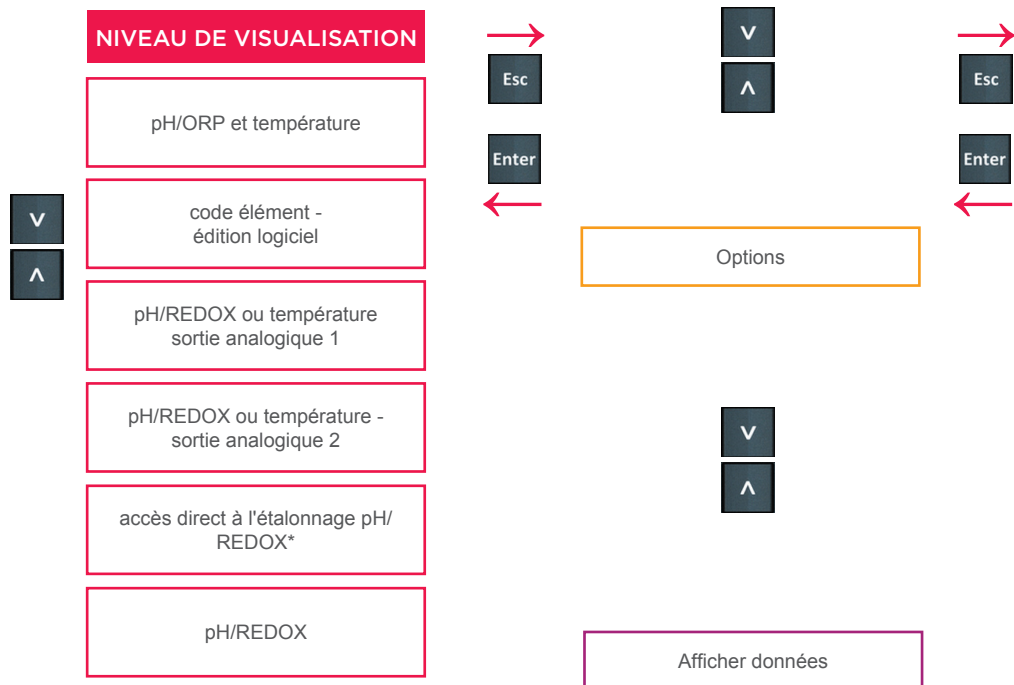 NIVEAU DE VISUALISATION
pH/ORP et température
code élément -
édition logiciel
pH/REDOX ou température
sortie analogique 1
pH/REDOX ou température -
sortie analogique 2
accès direct à l'étalonnage pH/
REDOX*
pH/REDOX
v
ʌ
Esc
Enter
v
ʌ
Options
v
ʌ
Afficher données
Esc
Enter